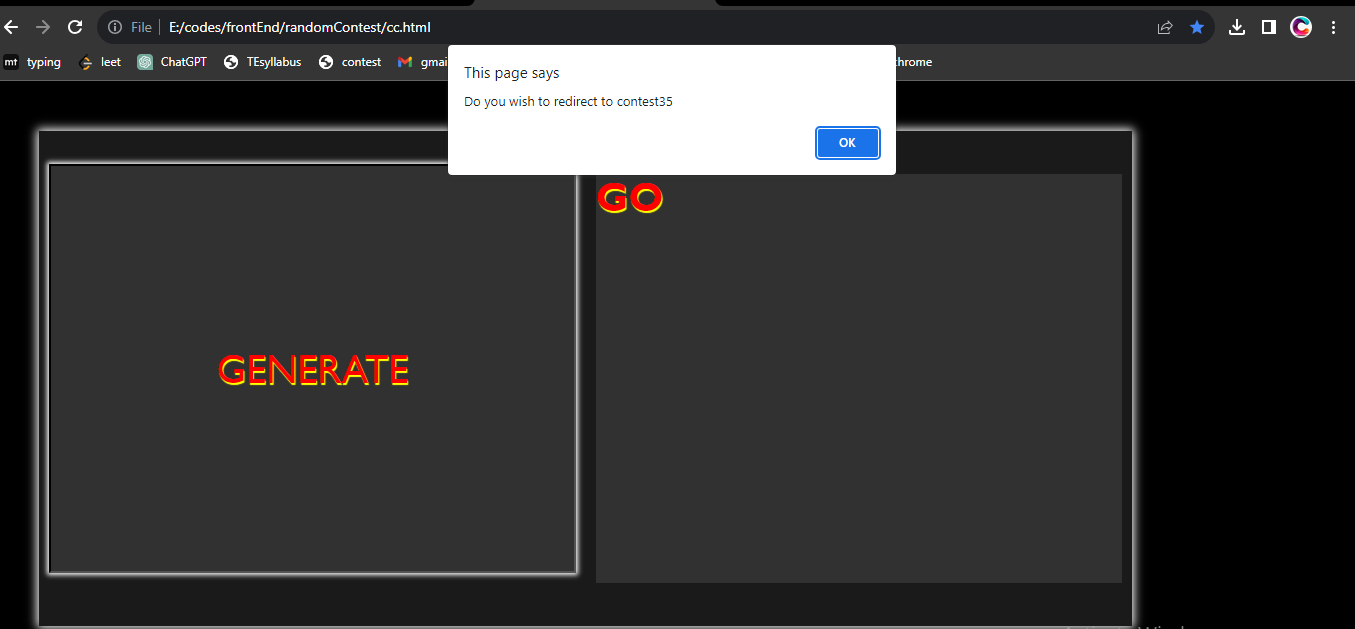 File E:/codes/frontEnd/randomContest/cc.html
mt typing leet ChatGPT TEsyllabus contest gmai hrome
This page says
Do you wish to redirect to contest35
OK
GO
GENERATE